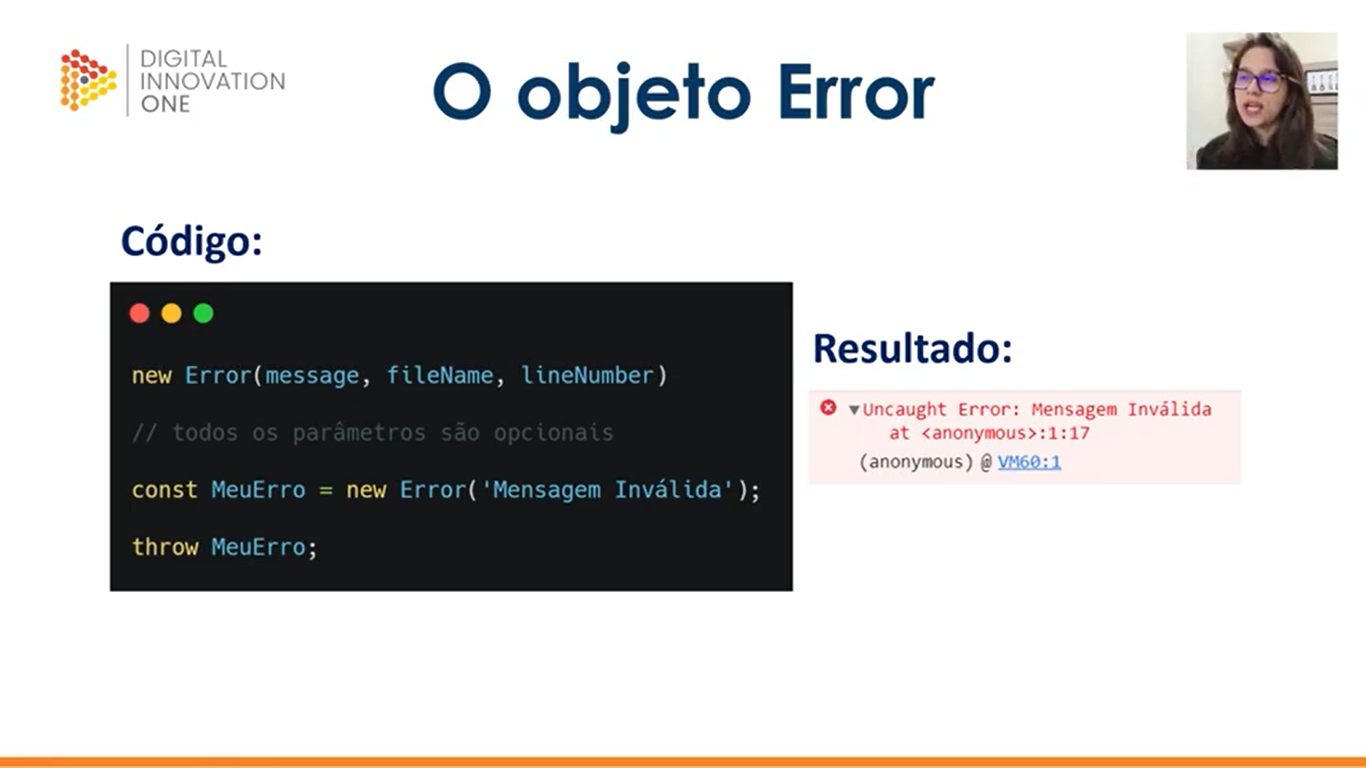 DIGITAL
INNOVATION
ONE
O objeto Error
Código:
new Error(message, fileName, lineNumber)
// todos os parâmetros são opcionais
const MeuErro = new Error('Mensagem Inválida');
throw MeuErro;
Resultado:
Uncaught Error: Mensagem Inválida
at <anonymous>:1:17
(anonymous) @ VM60:1